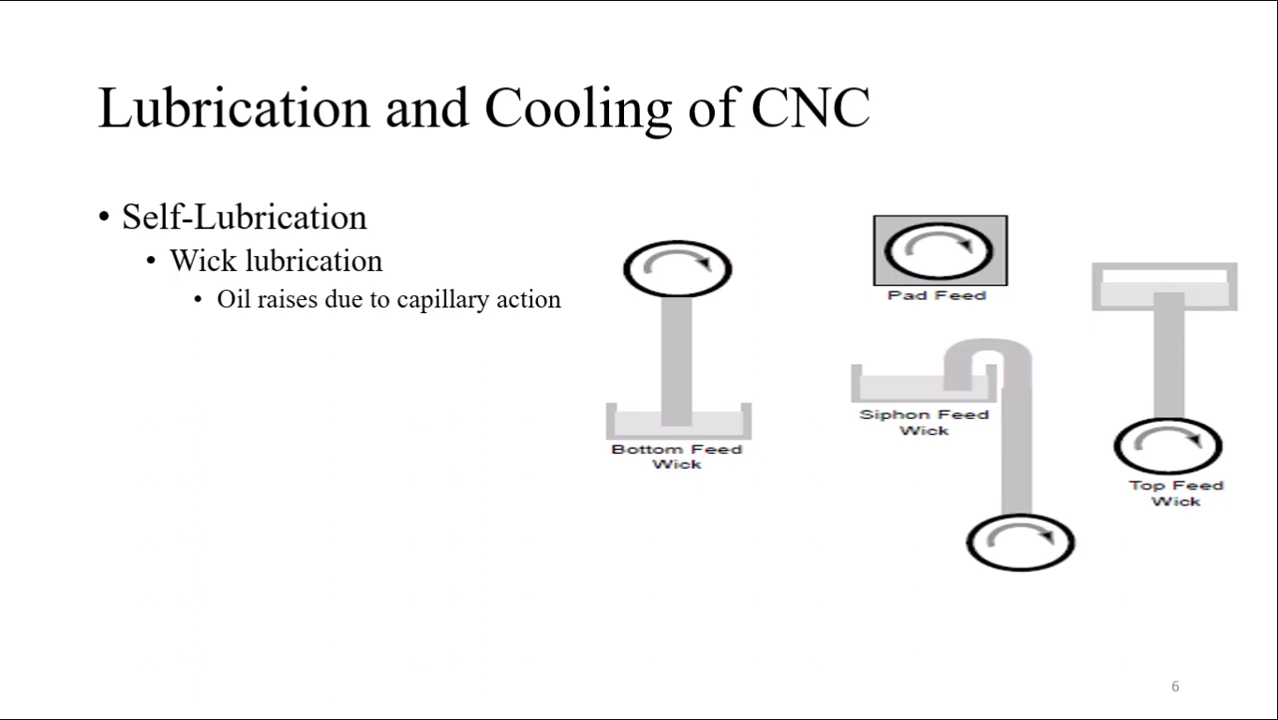 Lubrication and Cooling of CNC
• Self-Lubrication
• Wick lubrication
• Oil raises due to capillary action
Pad Feed
Siphon Feed
Wick
Bottom Feed
Wick
Top Feed
Wick
6